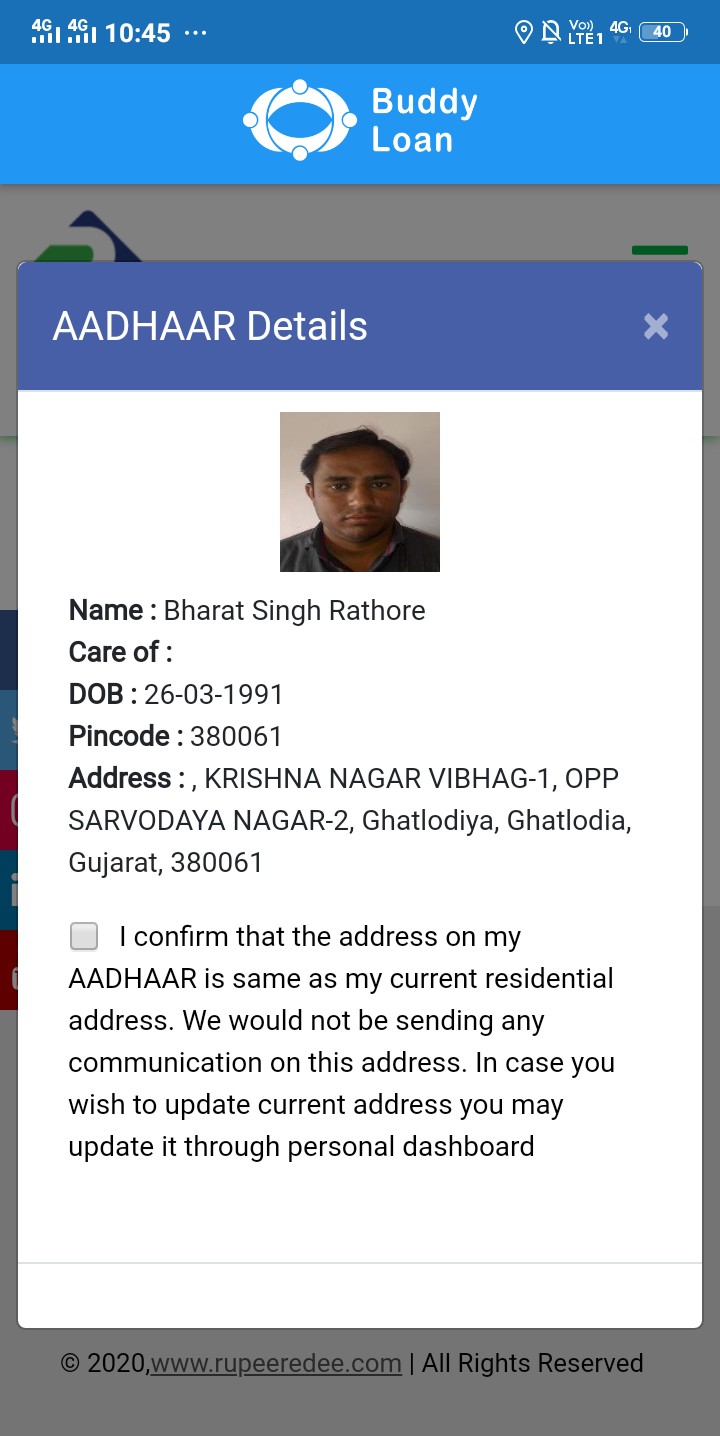 4G 4G 10:45 ... Vo)) LTE1 4G 40
Buddy
Loan
AADHAAR Details ×
Name : Bharat Singh Rathore
Care of :
DOB : 26-03-1991
Pincode : 380061
Address : , KRISHNA NAGAR VIBHAG-1, OPP
SARVODAYA NAGAR-2, Ghatlodiya, Ghatlodia,
Gujarat, 380061
I confirm that the address on my
AADHAAR is same as my current residential
address. We would not be sending any
communication on this address. In case you
wish to update current address you may
update it through personal dashboard
© 2020,www.rupeeredee.com | All Rights Reserved